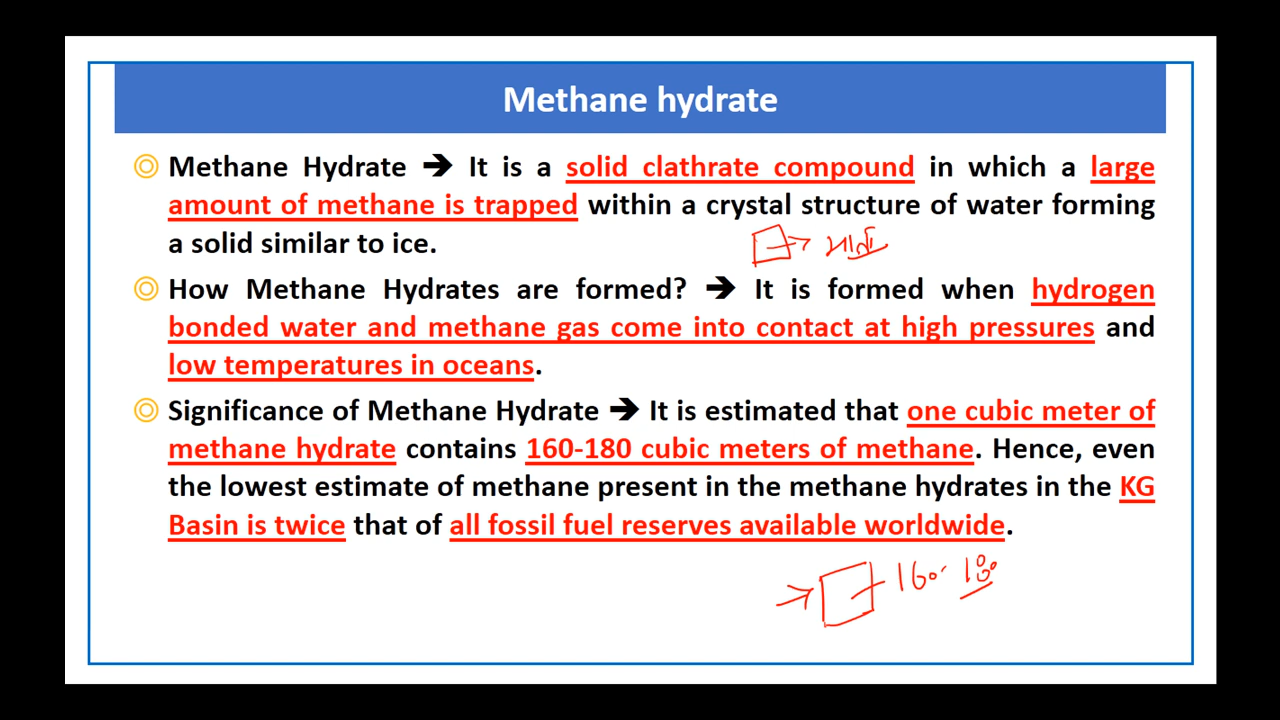 Methane hydrate
Methane Hydrate → It is a solid clathrate compound in which a large
amount of methane is trapped within a crystal structure of water forming
a solid similar to ice.
How Methane Hydrates are formed? → It is formed when hydrogen
bonded water and methane gas come into contact at high pressures and
low temperatures in oceans.
Significance of Methane Hydrate → It is estimated that one cubic meter of
methane hydrate contains 160-180 cubic meters of methane. Hence, even
the lowest estimate of methane present in the methane hydrates in the KG
Basin is twice that of all fossil fuel reserves available worldwide.
160- 180